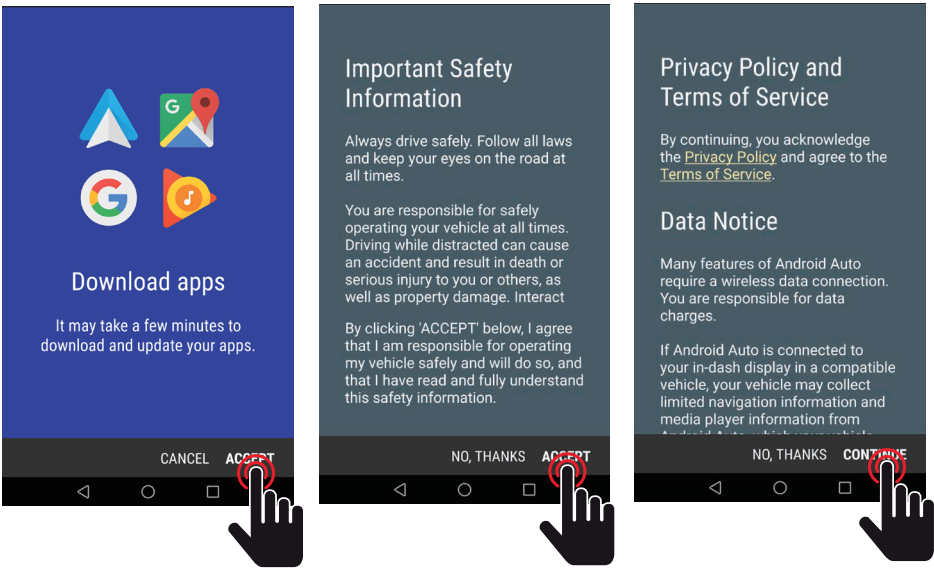 G
Download apps
It may take a few minutes to
download and update your apps.
CANCEL ACCEPT
Important Safety
Information
Always drive safely. Follow all laws
and keep your eyes on the road at
all times.
You are responsible for safely
operating your vehicle at all times.
Driving while distracted can cause
an accident and result in death or
serious injury to you or others, as
well as property damage. Interact
By clicking 'ACCEPT' below, I agree
that I am responsible for operating
my vehicle safely and will do so, and
that I have read and fully understand
this safety information.
NO, THANKS ACCEPT
Privacy Policy and
Terms of Service
By continuing, you acknowledge
the Privacy Policy and agree to the
Terms of Service.
Data Notice
Many features of Android Auto
require a wireless data connection.
You are responsible for data
charges.
If Android Auto is connected to
your in-dash display in a compatible
vehicle, your vehicle may collect
limited navigation information and
media player information from
Android Auto, which your vehicle
NO, THANKS CONTINUE